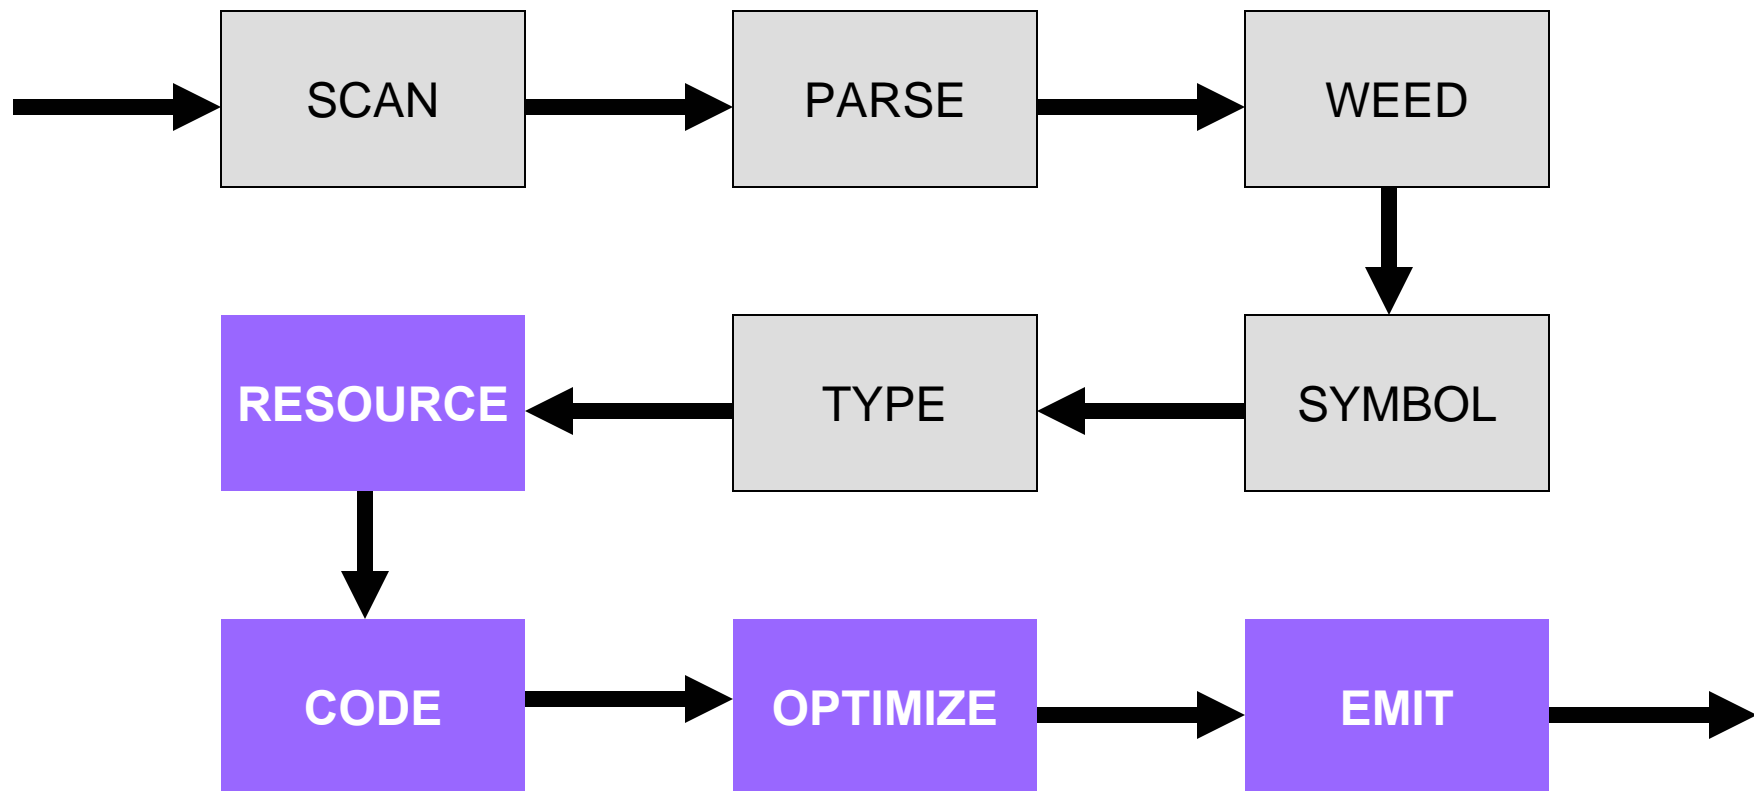 SCAN
PARSE
WEED
RESOURCE
TYPE
SYMBOL
CODE
OPTIMIZE
EMIT